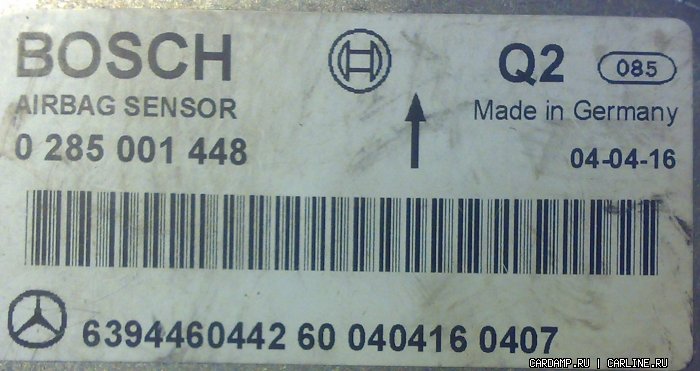 BOSCH Q2 085
AIRBAG SENSOR Made in Germany
0 285 001 448 04-04-16
6394460442 60 040416 0407
CARDAMP.RU | CARLINE.RU